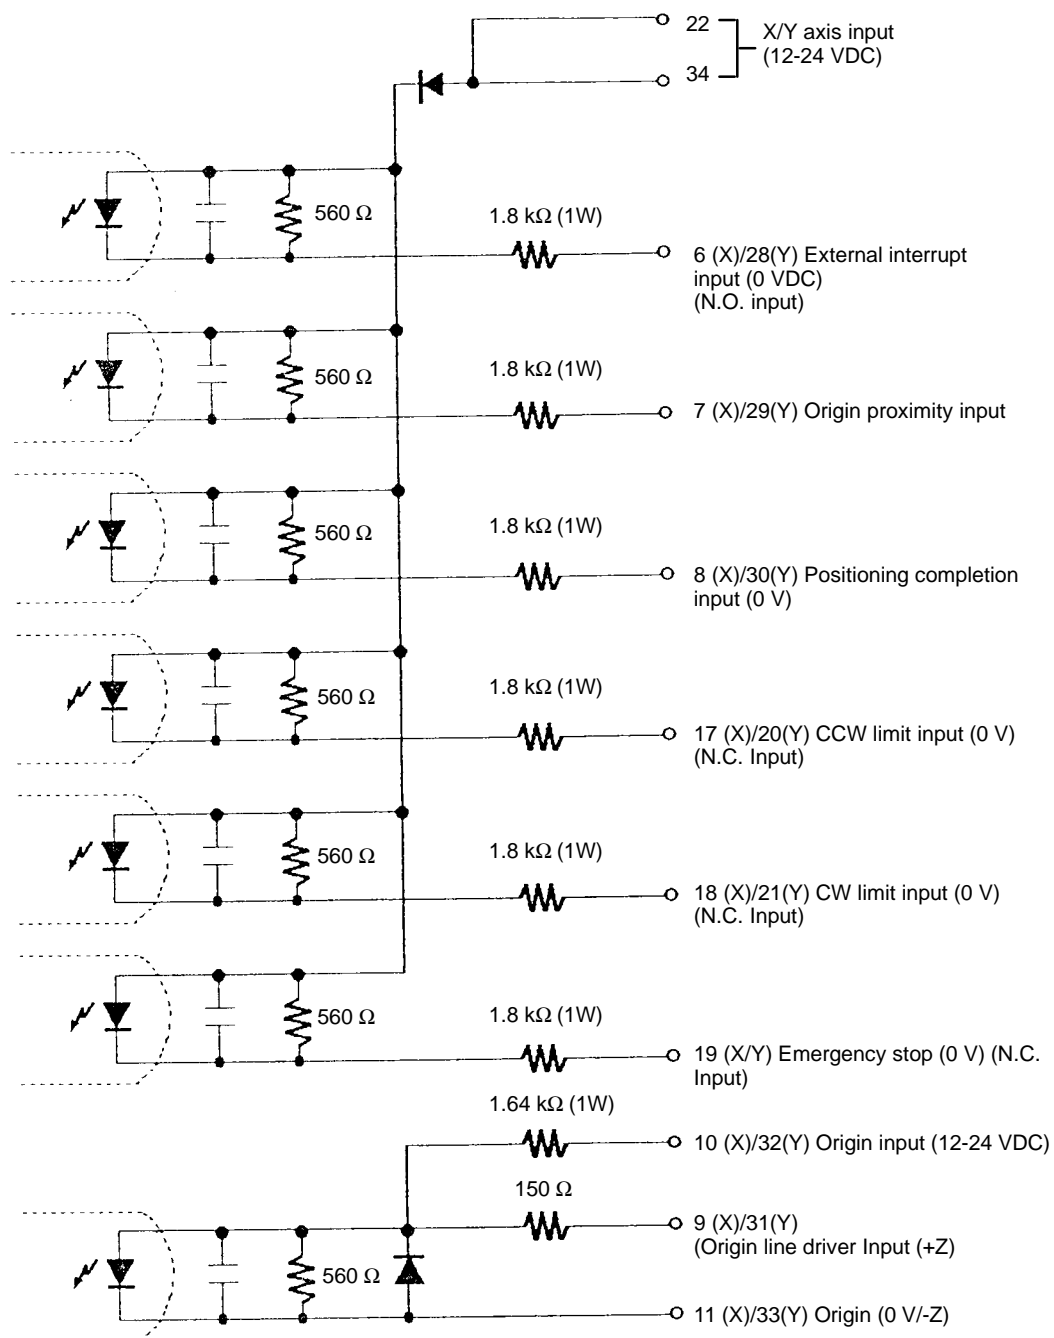 22
X/Y axis input
(12-24 VDC)
34
560 Ω
1.8 kΩ (1W)
6 (X)/28(Y) External interrupt
input (0 VDC)
(N.O. input)
560 Ω
1.8 kΩ (1W)
7 (X)/29(Y) Origin proximity input
560 Ω
1.8 kΩ (1W)
8 (X)/30(Y) Positioning completion
input (0 V)
560 Ω
1.8 kΩ (1W)
17 (X)/20(Y) CCW limit input (0 V)
(N.C. Input)
560 Ω
1.8 kΩ (1W)
18 (X)/21(Y) CW limit input (0 V)
(N.C. Input)
560 Ω
1.8 kΩ (1W)
19 (X/Y) Emergency stop (0 V) (N.C.
Input)
1.64 kΩ (1W)
10 (X)/32(Y) Origin input (12-24 VDC)
150 Ω
9 (X)/31(Y)
(Origin line driver Input (+Z)
560 Ω
11 (X)/33(Y) Origin (0 V/-Z)